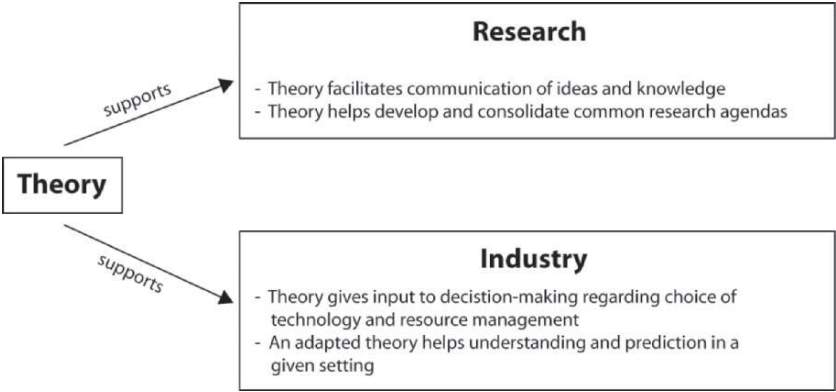 Research
- Theory facilitates communication of ideas and knowledge
- Theory helps develop and consolidate common research agendas
supports
Theory
supports
Industry
- Theory gives input to decistion-making regarding choice of
technology and resource management
- An adapted theory helps understanding and prediction in a
given setting